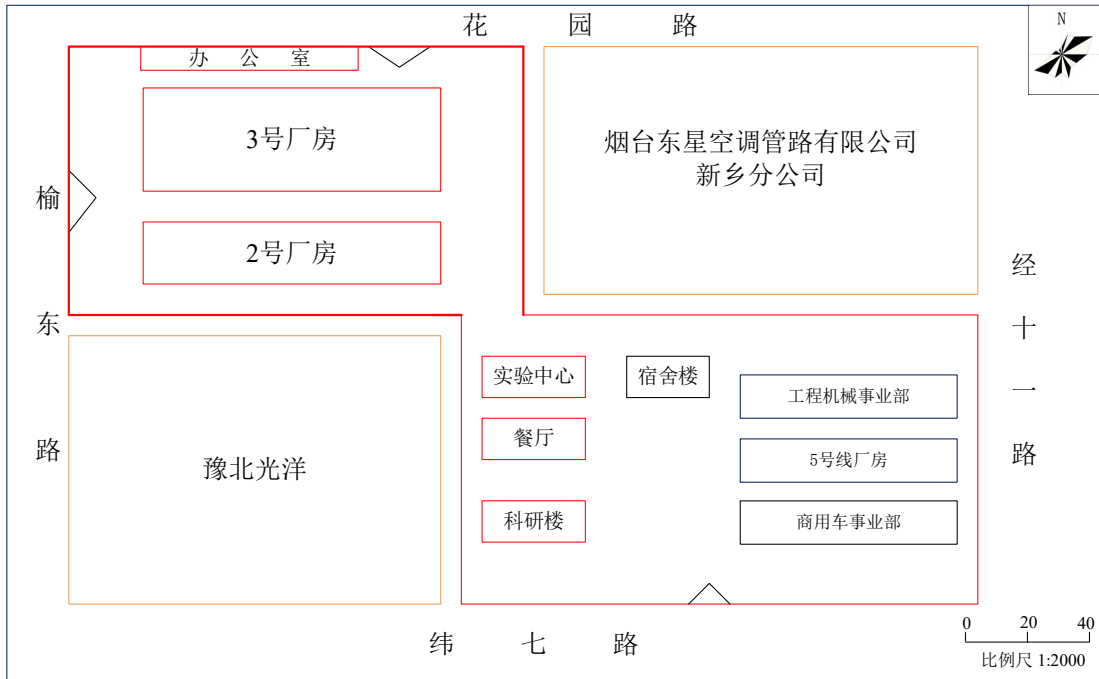 花园路
N
办公室
3号厂房
烟台东星空调管路有限公司
新乡分公司
榆东路
2号厂房
经十一路
实验中心
宿舍楼
工程机械事业部
餐厅
5号线厂房
豫北光洋
科研楼
商用车事业部
纬七路
0 20 40
比例尺 1:2000